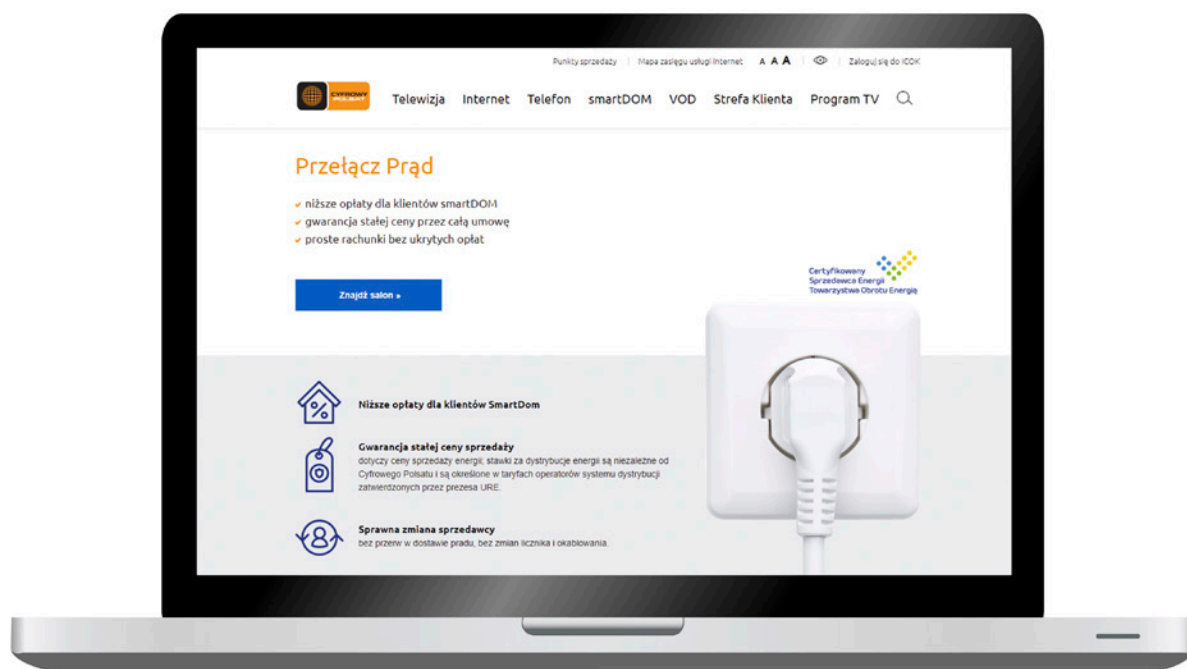 Punkty sprzedaży | Mapa zasięgu usługi Internet A A A | Zaloguj się do ICOK
CYFROWY
POLSAT
Telewizja Internet Telefon smartDOM VOD Strefa Klienta Program TV
Przełącz Prąd
niższe opłaty dla klientów smartDOM
gwarancja stałej ceny przez całą umowę
proste rachunki bez ukrytych opłat
Znajdź salon »
Certyfikowany
Sprzedawca Energii
Towarzystwa Obrotu Energią
Niższe opłaty dla klientów SmartDom
Gwarancja stałej ceny sprzedaży
dotyczy ceny sprzedaży energii; stawki za dystrybucje energii są niezależne od
Cyfrowego Polsatu i są określone w taryfach operatorów systemu dystrybucji
zatwierdzonych przez prezesa URE.
Sprawna zmiana sprzedawcy
bez przerw w dostawie pradu, bez zmian licznika i okablowania.